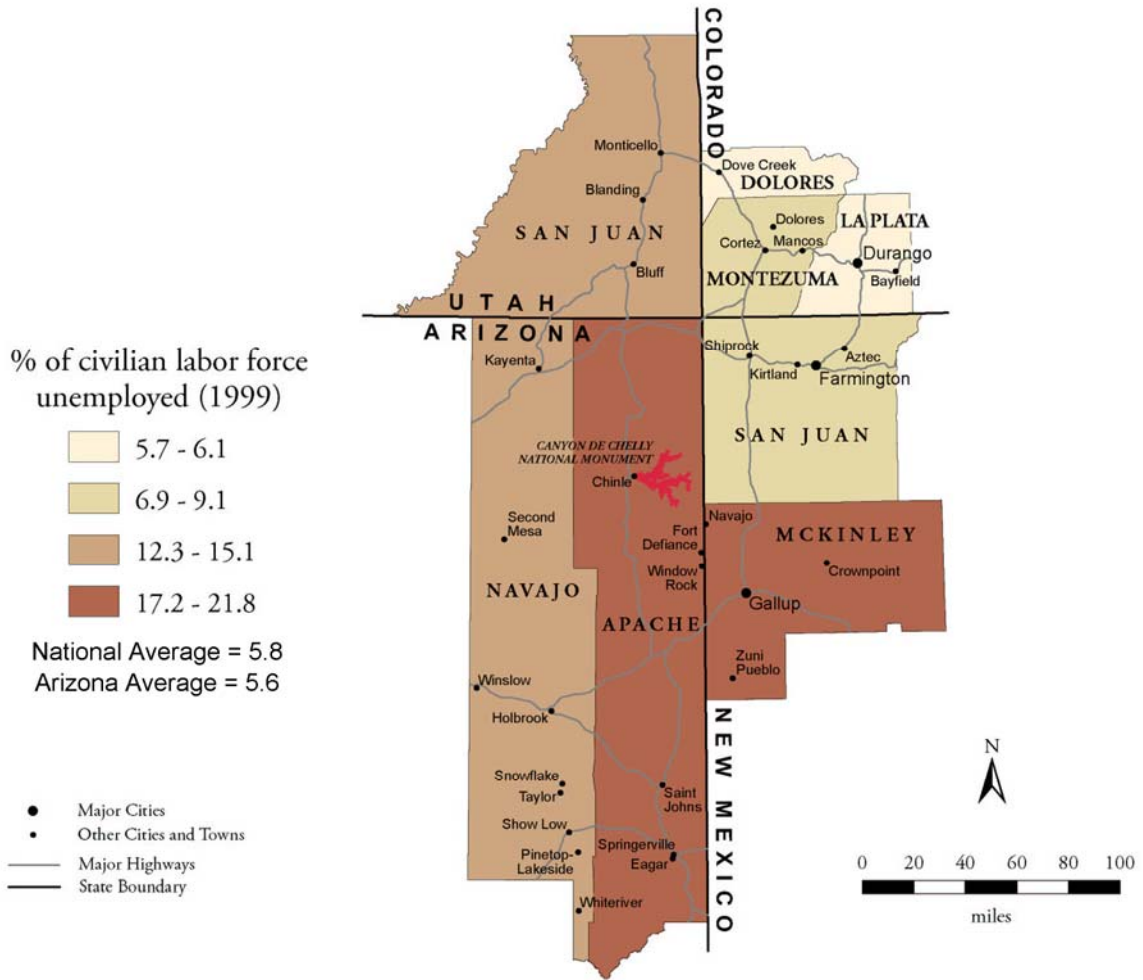 COLORADO
Monticello
Dove Creek
DOLORES
Blanding
Dolores
LA PLATA
SAN JUAN
Cortez
Mancos
Durango
Bluff
MONTEZUMA
Bayfield
UTAH
ARIZONA
% of civilian labor force
unemployed (1999)
5.7 - 6.1
6.9 - 9.1
12.3 - 15.1
17.2 - 21.8
National Average = 5.8
Arizona Average = 5.6
Kayenta
Shiprock
Aztec
Kirtland
Farmington
SAN JUAN
CANYON DE CHELLY
NATIONAL MONUMENT
Chinle
Second
Mesa
Navajo
Fort
Defiance
MCKINLEY
Window
Rock
Crownpoint
NAVAJO
Gallup
APACHE
Zuni
Pueblo
Winslow
Holbrook
NEW MEXICO
Snowflake
Taylor
Saint
Johns
Show Low
Springerville
Eagar
Pinetop-
Lakeside
Whiteriver
Major Cities
Other Cities and Towns
Major Highways
State Boundary
N
0 20 40 60 80 100
miles